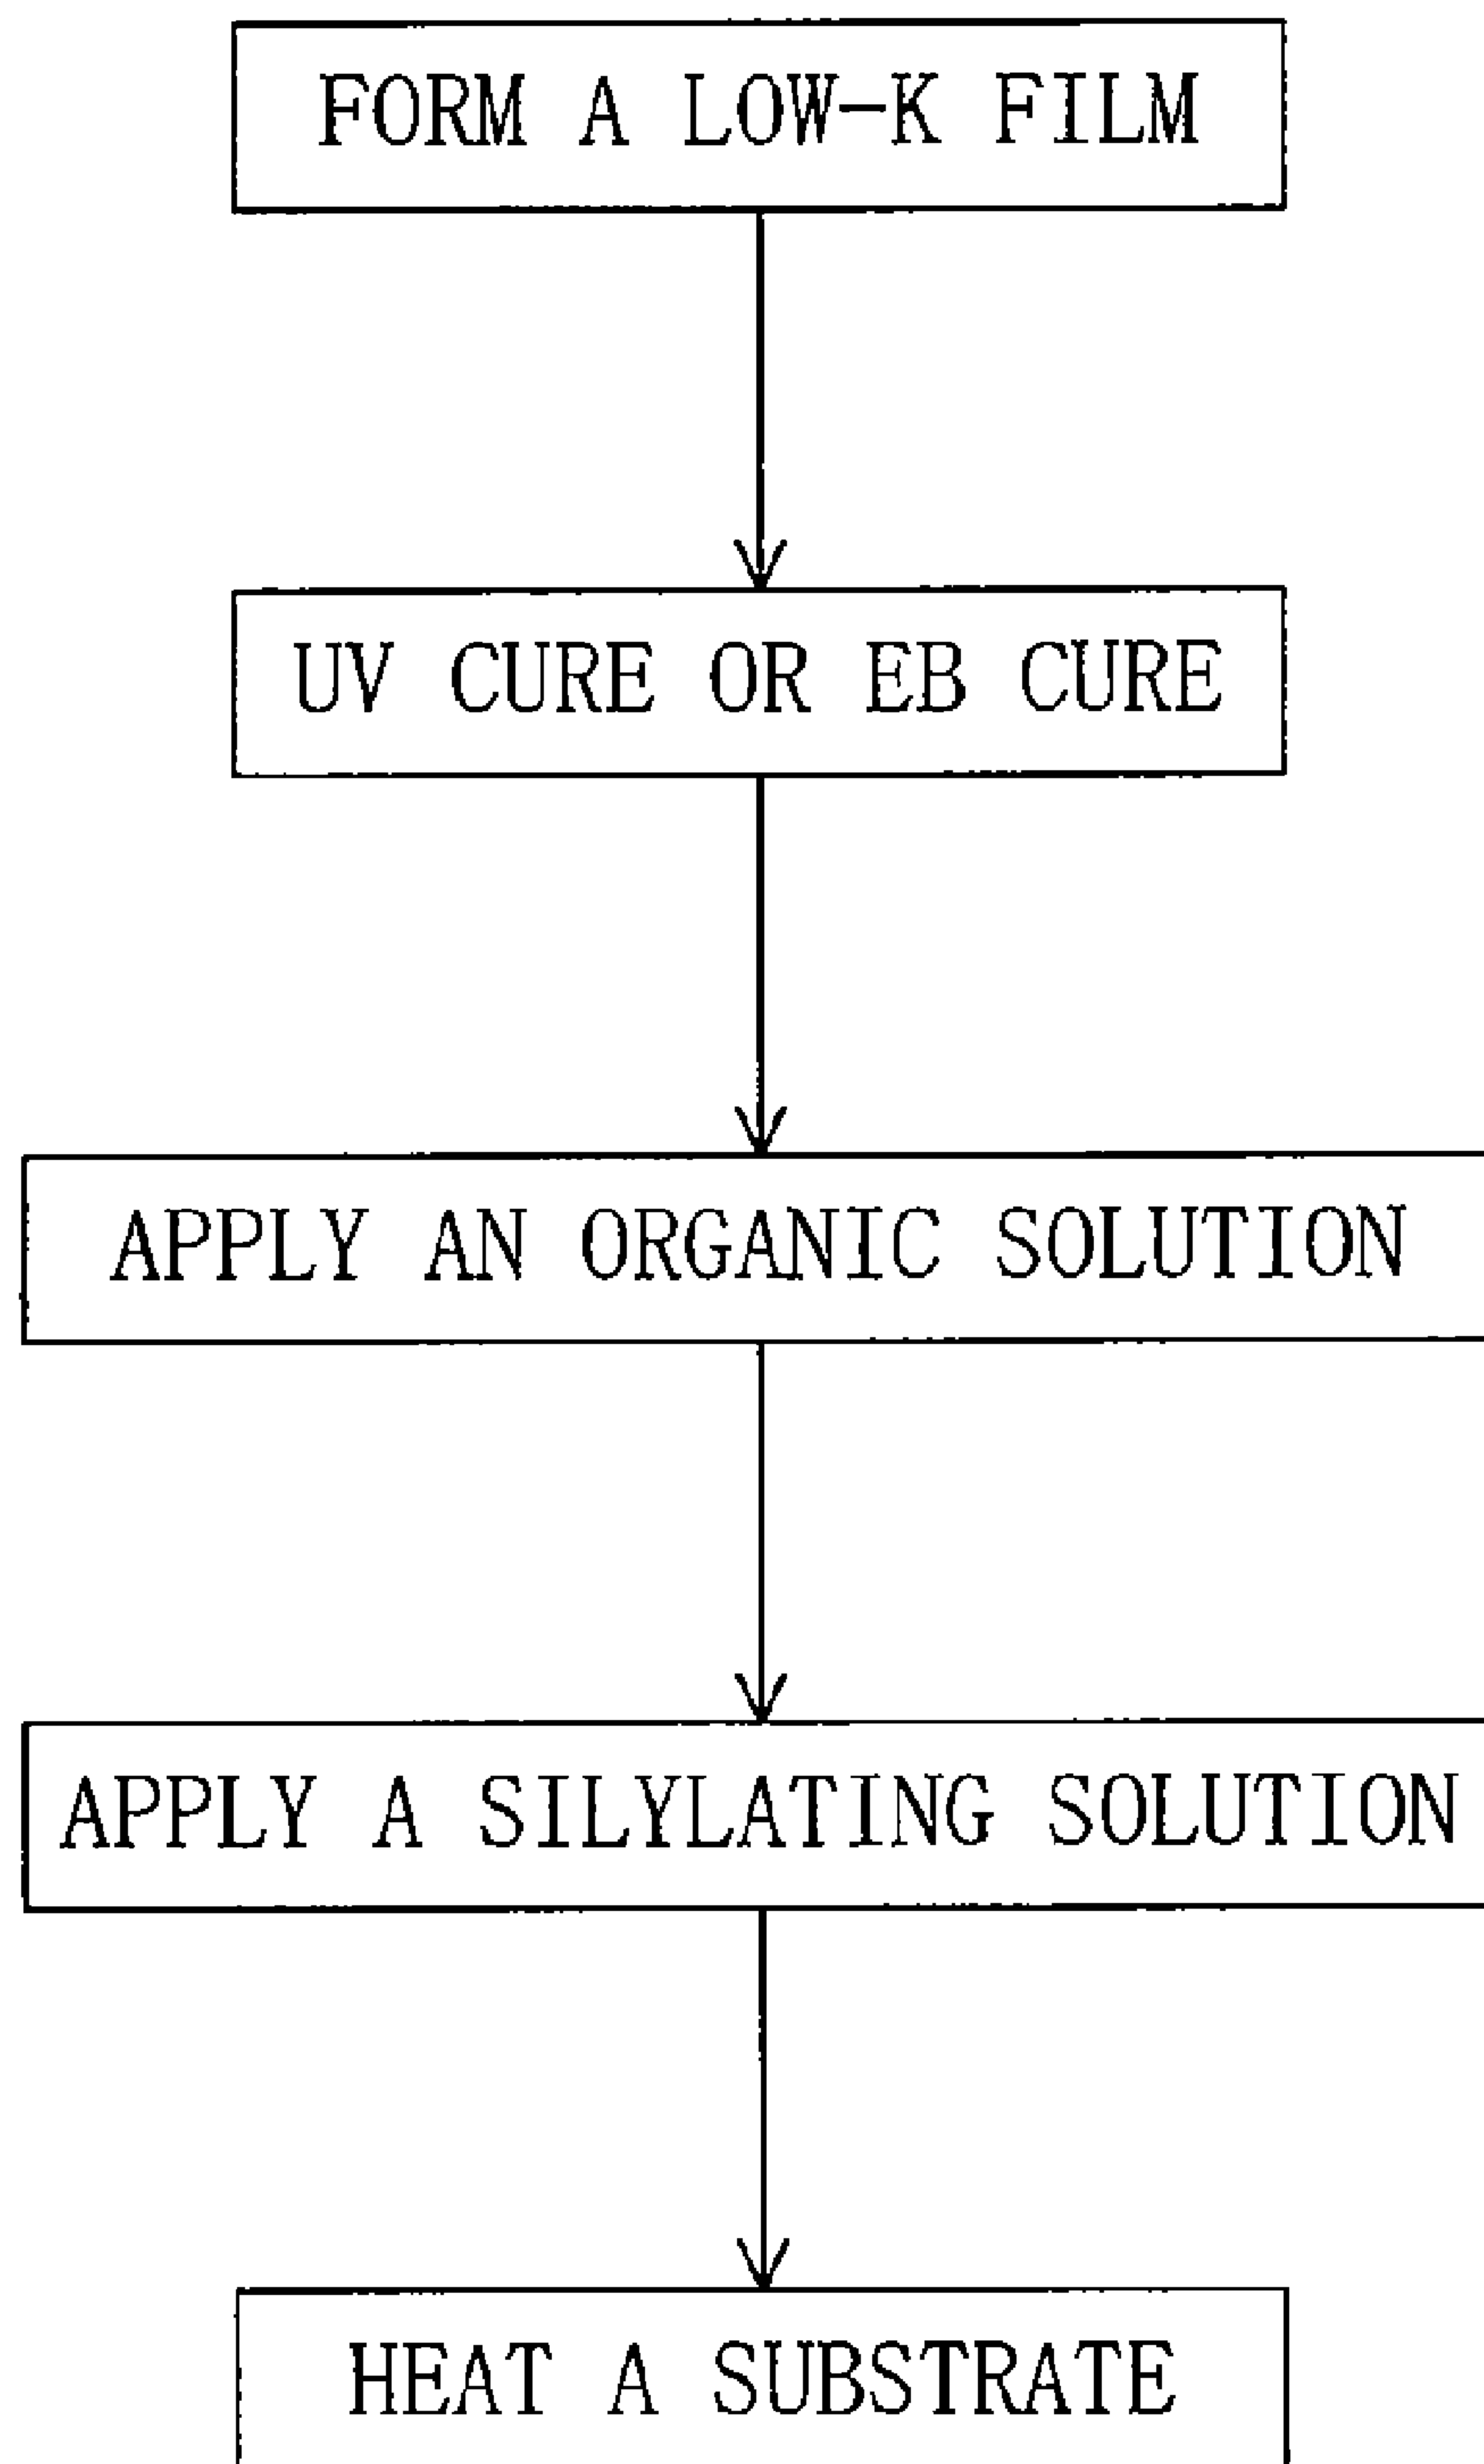 FORM A LOW-K FILM
UV CURE OR EB CURE
APPLY AN ORGANIC SOLUTION
APPLY A SILYLATING SOLUTION
HEAT A SUBSTRATE